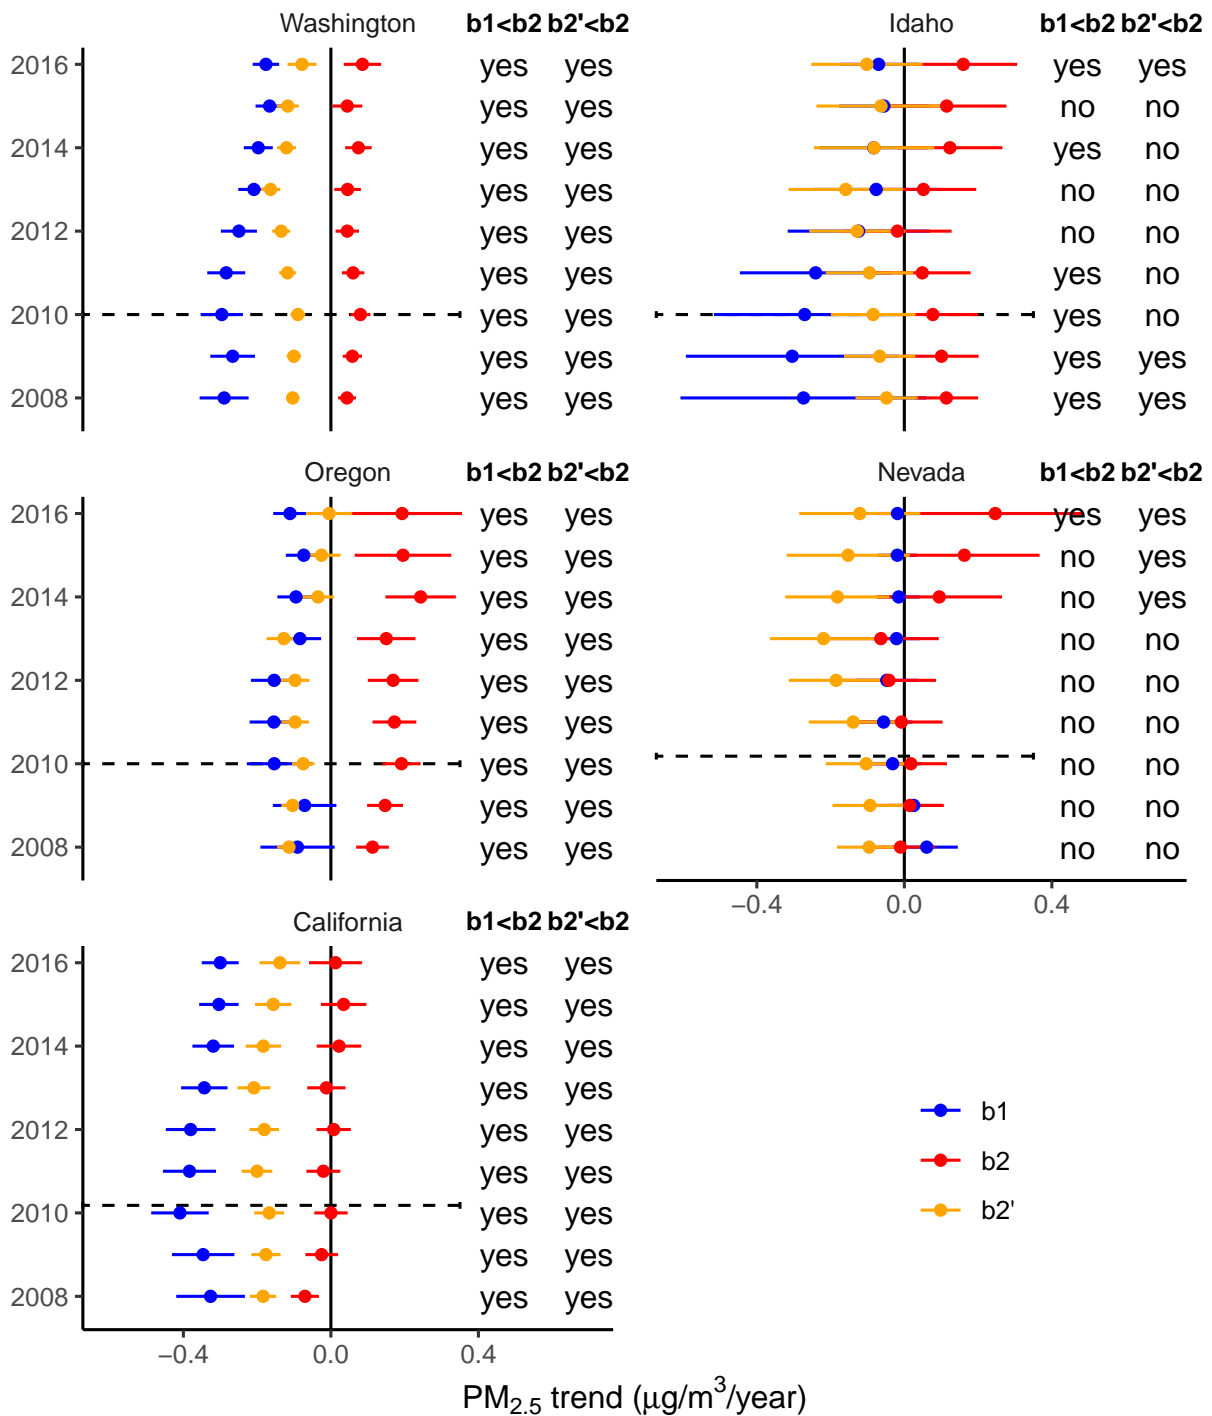 Washington b1<b2 b2'<b2
2016 yes yes
yes yes
2014 yes yes
yes yes
2012 yes yes
yes yes
2010 yes yes
yes yes
2008 yes yes
Idaho b1<b2 b2'<b2
yes yes
no no
yes no
no no
no no
yes no
yes no
yes yes
yes yes
Oregon b1<b2 b2'<b2
2016 yes yes
yes yes
2014 yes yes
yes yes
2012 yes yes
yes yes
2010 yes yes
yes yes
2008 yes yes
Nevada b1<b2 b2'<b2
yes yes
no yes
no yes
no no
no no
no no
no no
no no
no no
−0.4 0.0 0.4
California b1<b2 b2'<b2
2016 yes yes
yes yes
2014 yes yes
yes yes
2012 yes yes
yes yes
2010 yes yes
yes yes
2008 yes yes
−0.4 0.0 0.4
b1
b2
b2'
PM2.5 trend (μg/m³/year)